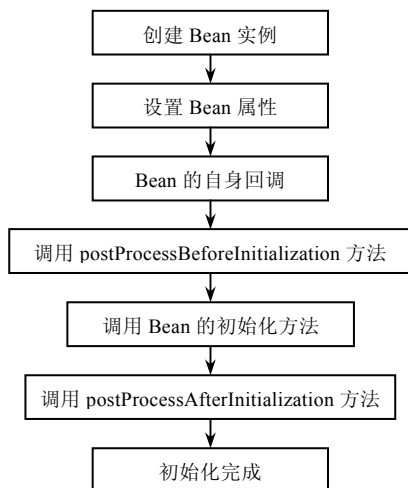 创建 Bean 实例
设置 Bean 属性
Bean 的自身回调
调用 postProcessBeforeInitialization 方法
调用 Bean 的初始化方法
调用 postProcessAfterInitialization 方法
初始化完成